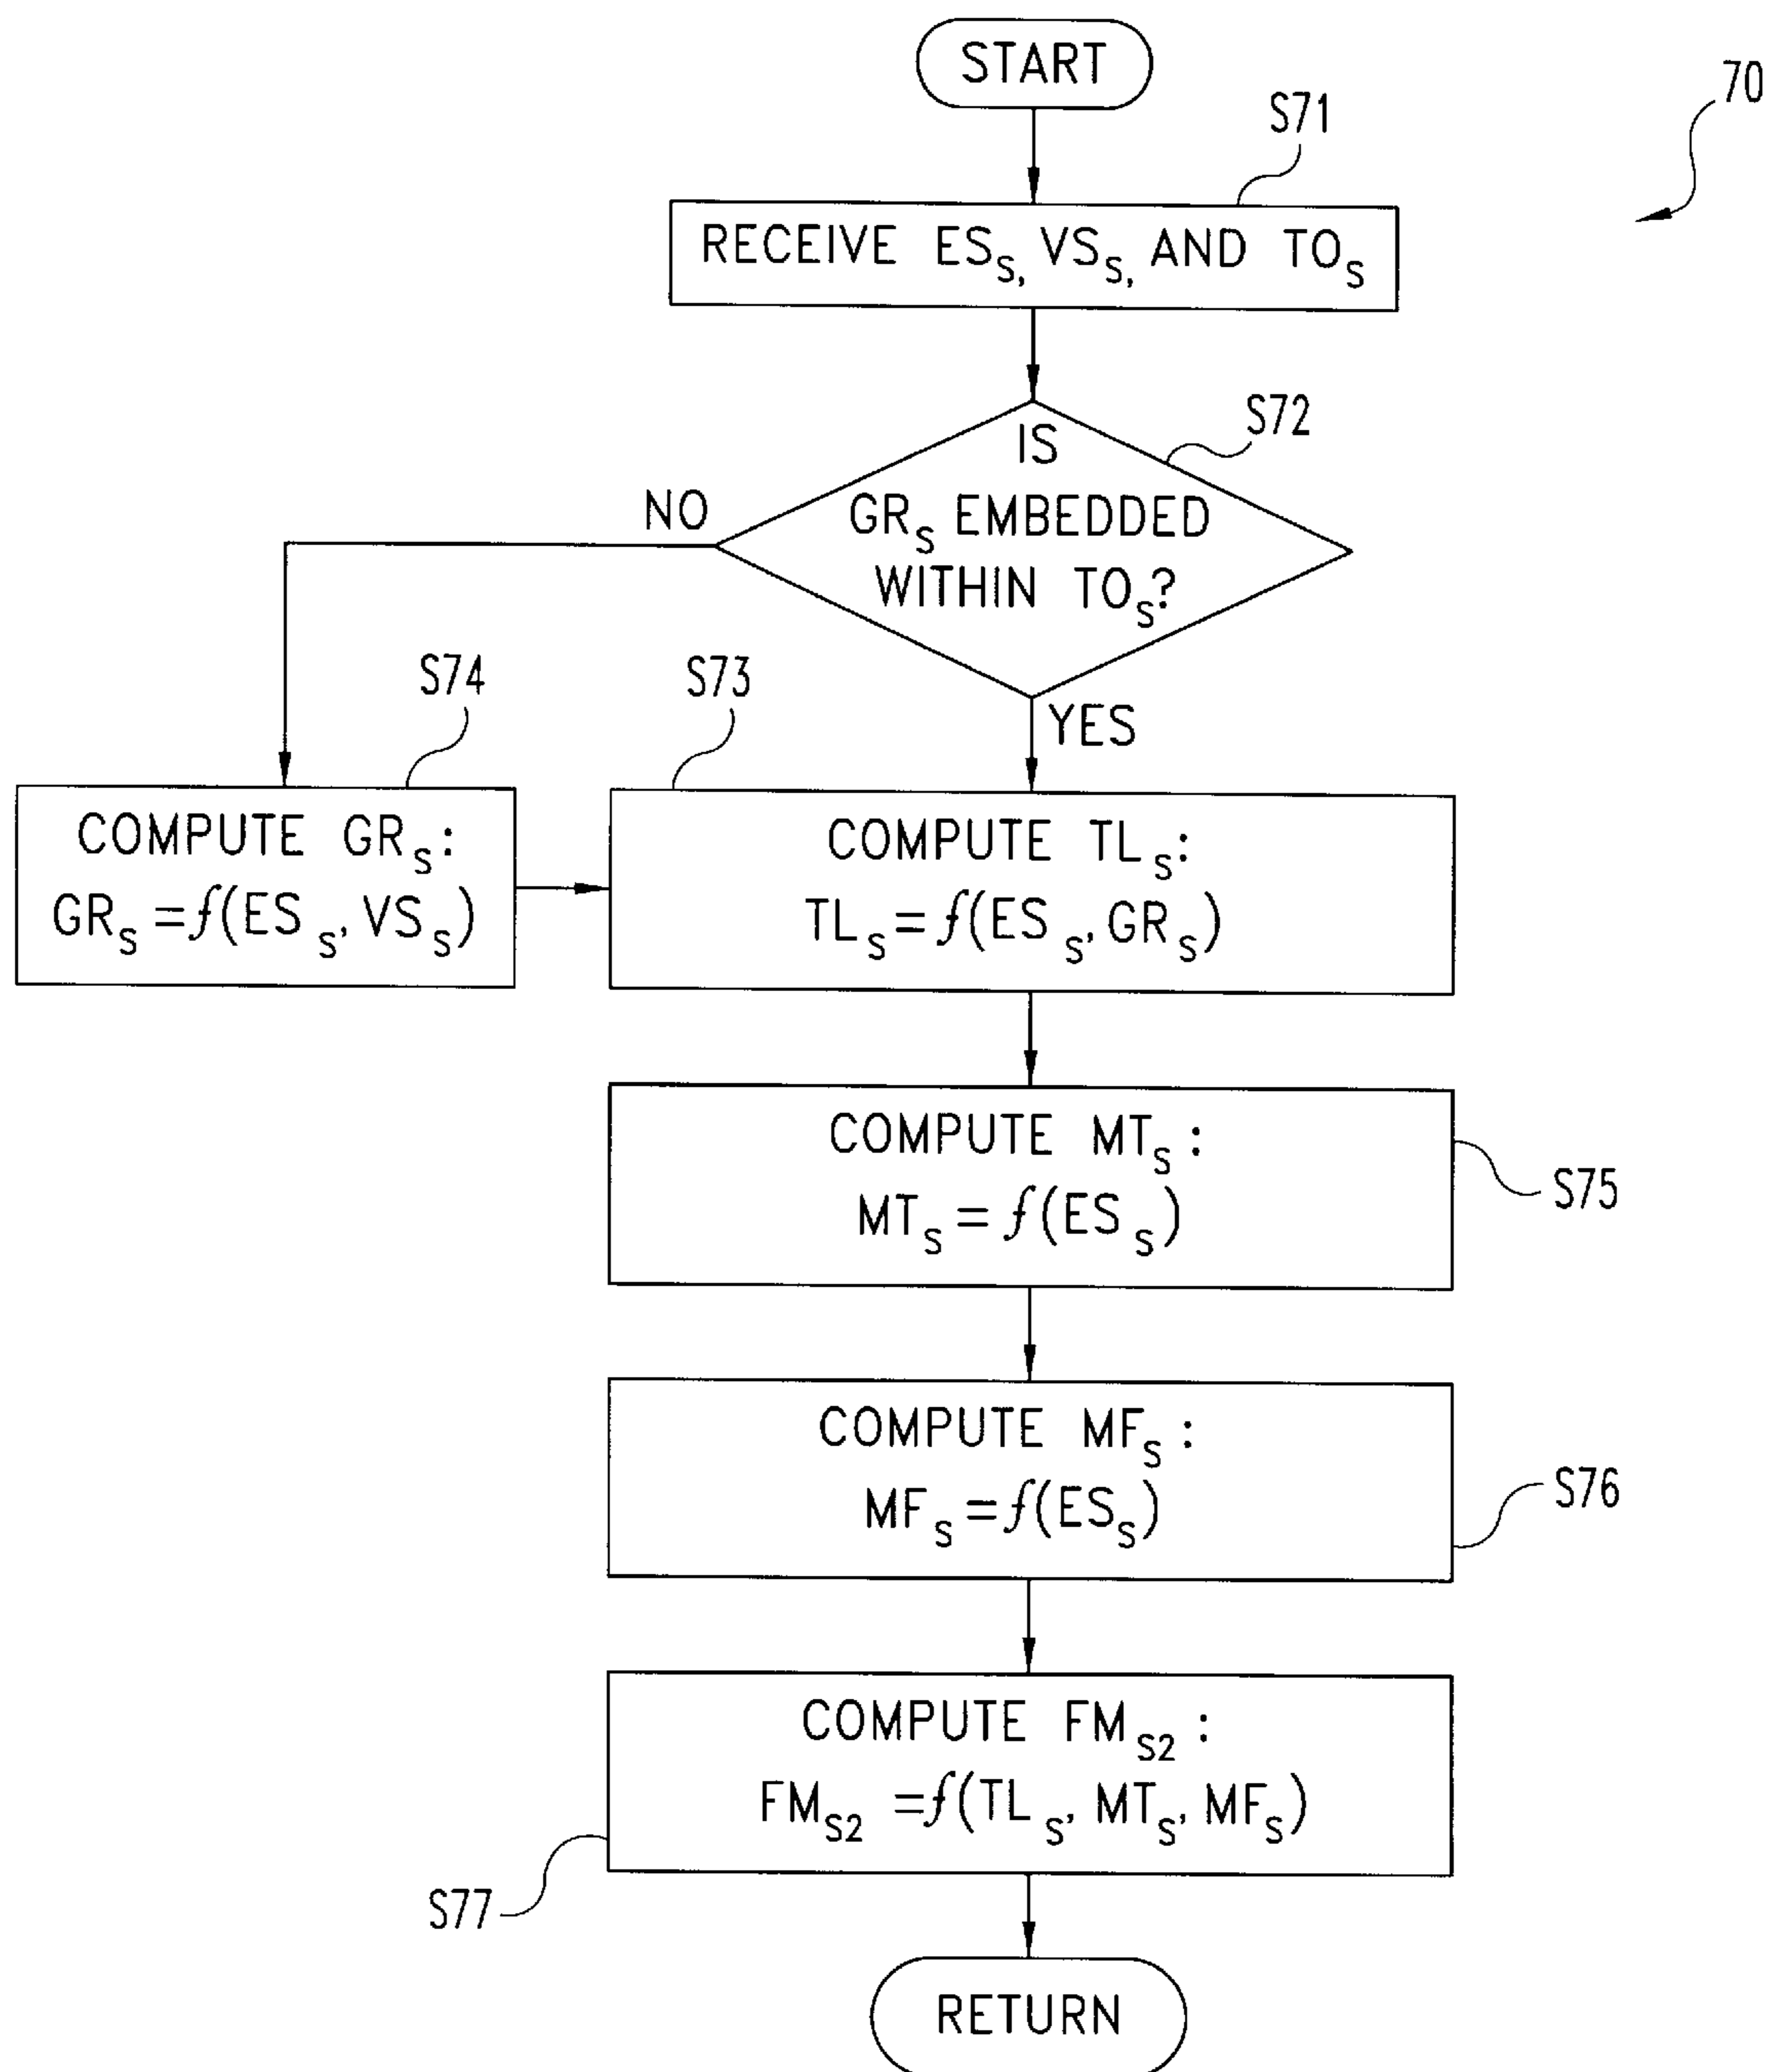 START
70
S71
RECEIVE ES_S, VS_S, AND TO_S
S72
IS
GR_S EMBEDDED
WITHIN TO_S?
NO
YES
S74
S73
COMPUTE GR_S:
GR_S = f(ES_S, VS_S)
COMPUTE TL_S:
TL_S = f(ES_S, GR_S)
COMPUTE MT_S:
MT_S = f(ES_S)
S75
COMPUTE MF_S:
MF_S = f(ES_S)
S76
COMPUTE FM_S2:
FM_S2 = f(TL_S, MT_S, MF_S)
S77
RETURN